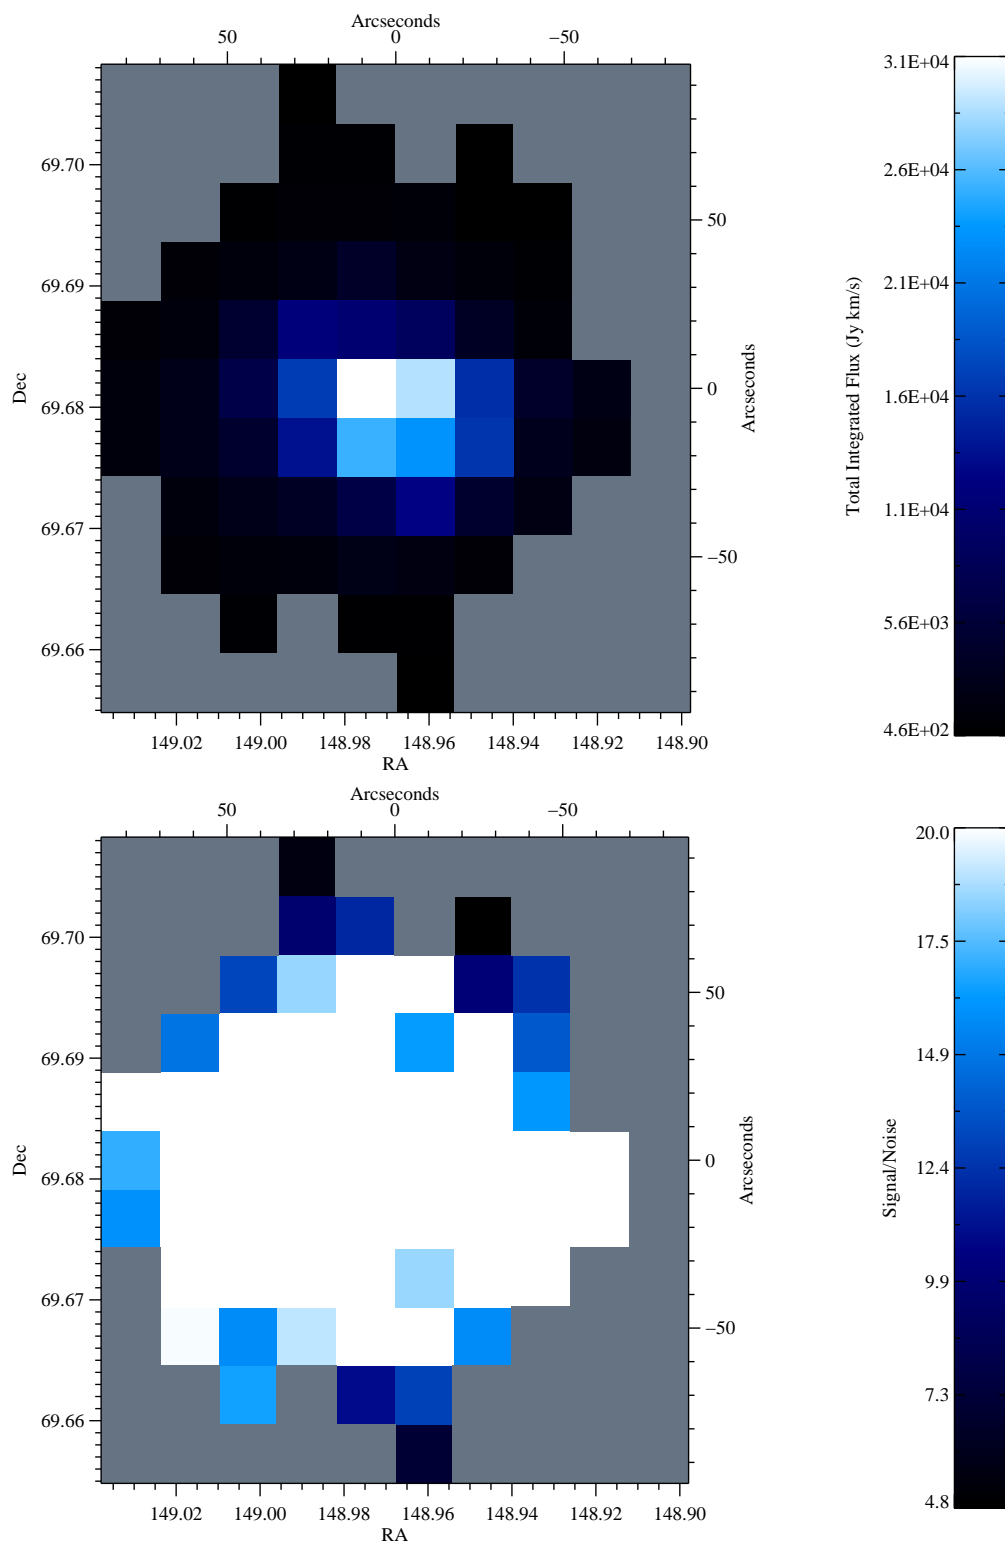 Arcseconds
50 0 −50
69.70
69.69
69.68
69.67
69.66
Dec
50
0
−50
Arcseconds
149.02 149.00 148.98 148.96 148.94 148.92 148.90
RA
3.1E+04
2.6E+04
2.1E+04
1.6E+04
1.1E+04
5.6E+03
4.6E+02
Total Integrated Flux (Jy km/s)
Arcseconds
50 0 −50
69.70
69.69
69.68
69.67
69.66
Dec
50
0
−50
Arcseconds
149.02 149.00 148.98 148.96 148.94 148.92 148.90
RA
20.0
17.5
14.9
12.4
9.9
7.3
4.8
Signal/Noise